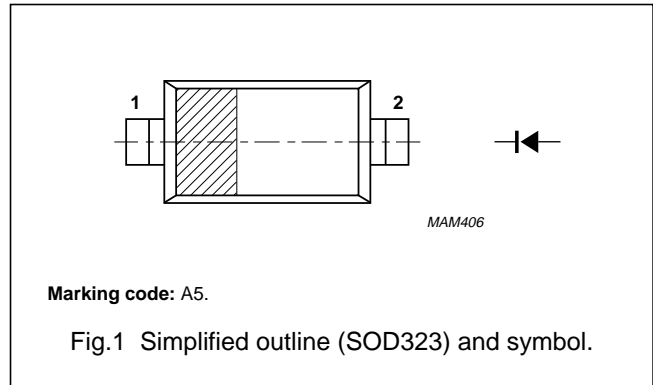 1
2
MAM406
Marking code: A5.
Fig.1 Simplified outline (SOD323) and symbol.